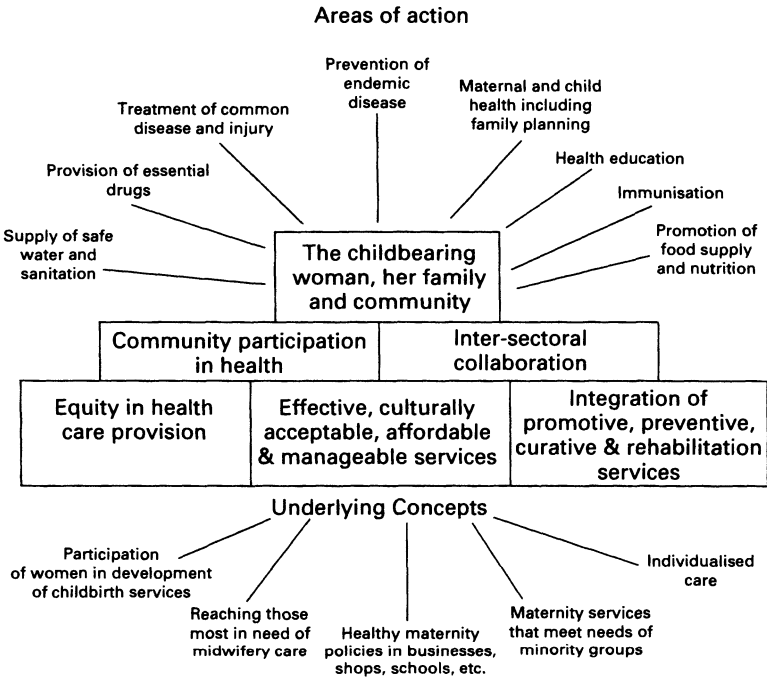 Areas of action
Prevention of
endemic
disease
Maternal and child
health including
family planning
Treatment of common
disease and injury
Health education
Provision of essential
drugs
Immunisation
Supply of safe
water and
sanitation
Promotion of
food supply
and nutrition
The childbearing
woman, her family
and community
Community participation
in health
Inter-sectoral
collaboration
Equity in health
care provision
Effective, culturally
acceptable, affordable
& manageable services
Integration of
promotive, preventive,
curative & rehabilitation
services
Underlying Concepts
Participation
of women in development
of childbirth services
Reaching those
most in need of
midwifery care
Healthy maternity
policies in businesses,
shops, schools, etc.
Maternity services
that meet needs of
minority groups
Individualised
care